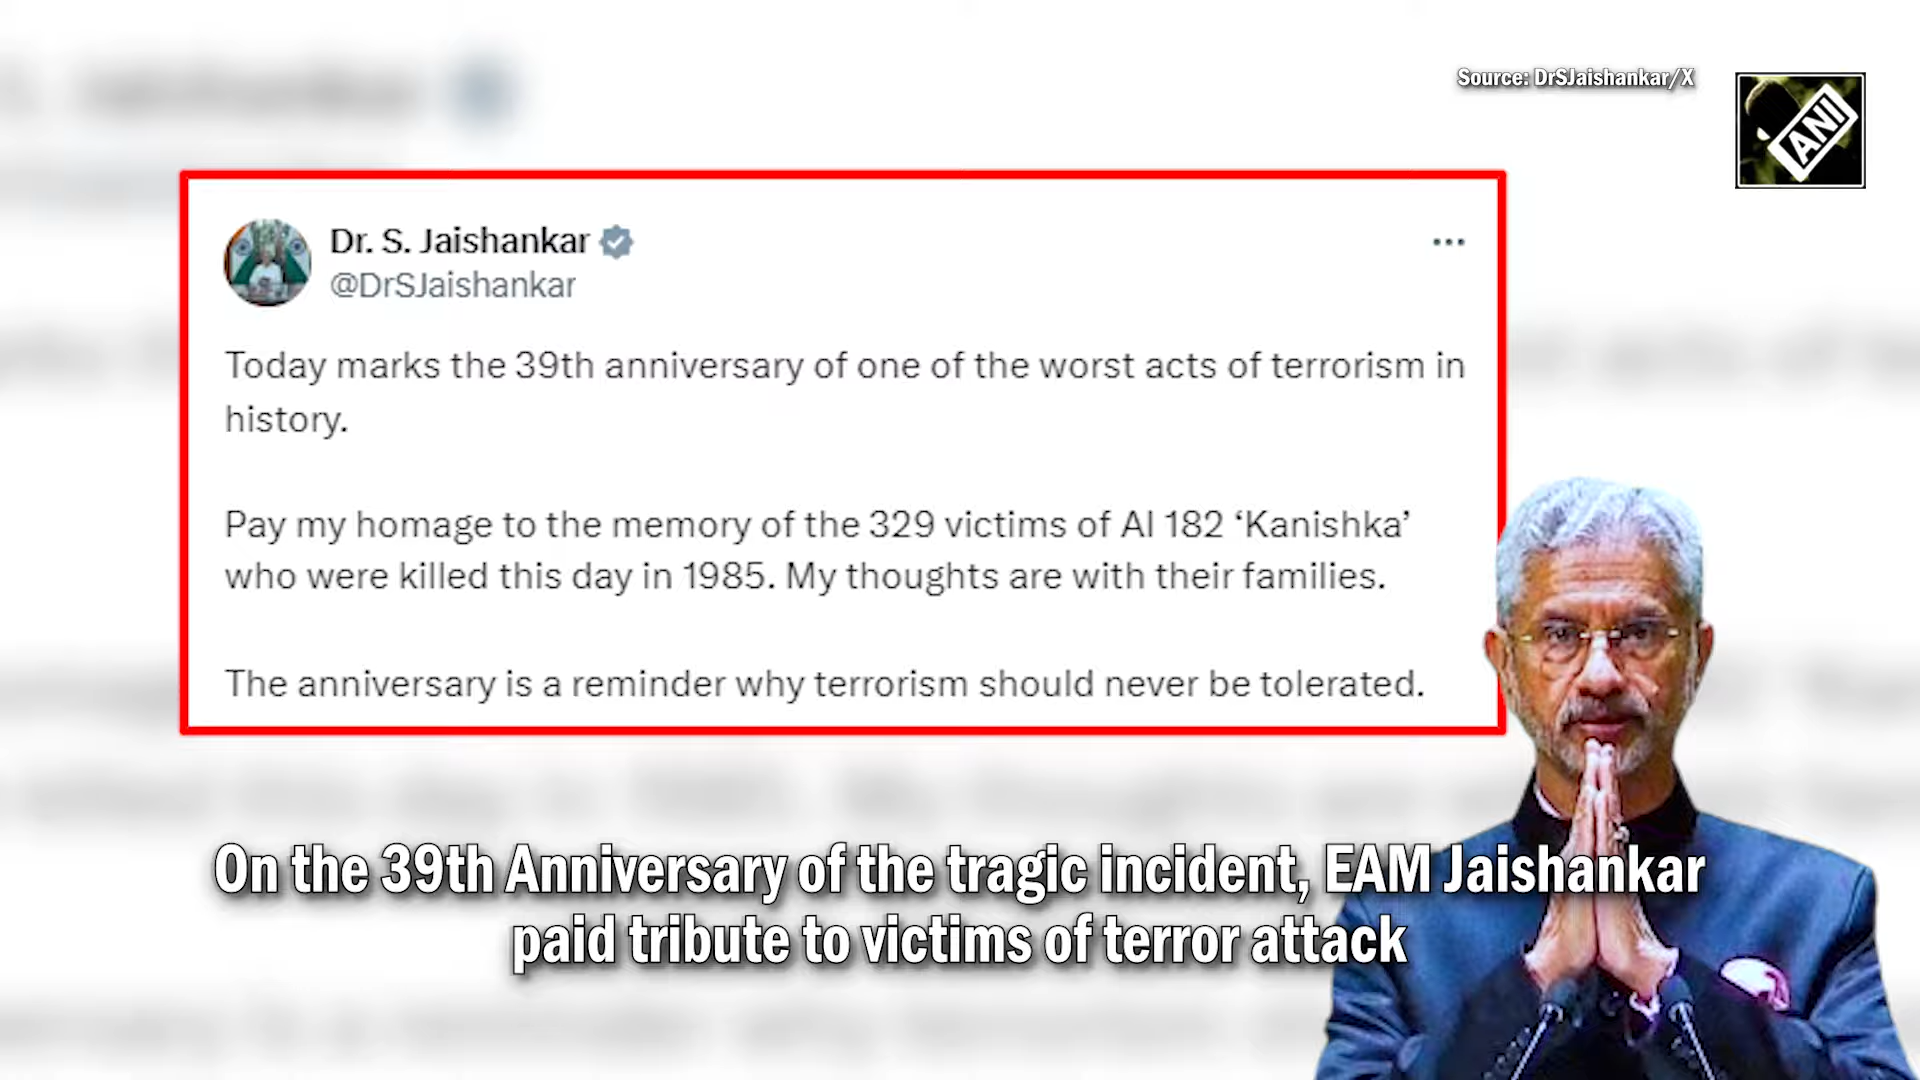 Source: DrSJaishankar/X
ANI
Dr. S. Jaishankar
@DrSJaishankar
Today marks the 39th anniversary of one of the worst acts of terrorism in
history.
Pay my homage to the memory of the 329 victims of AI 182 ‘Kanishka’
who were killed this day in 1985. My thoughts are with their families.
The anniversary is a reminder why terrorism should never be tolerated.
On the 39th Anniversary of the tragic incident, EAM Jaishankar
paid tribute to victims of terror attack